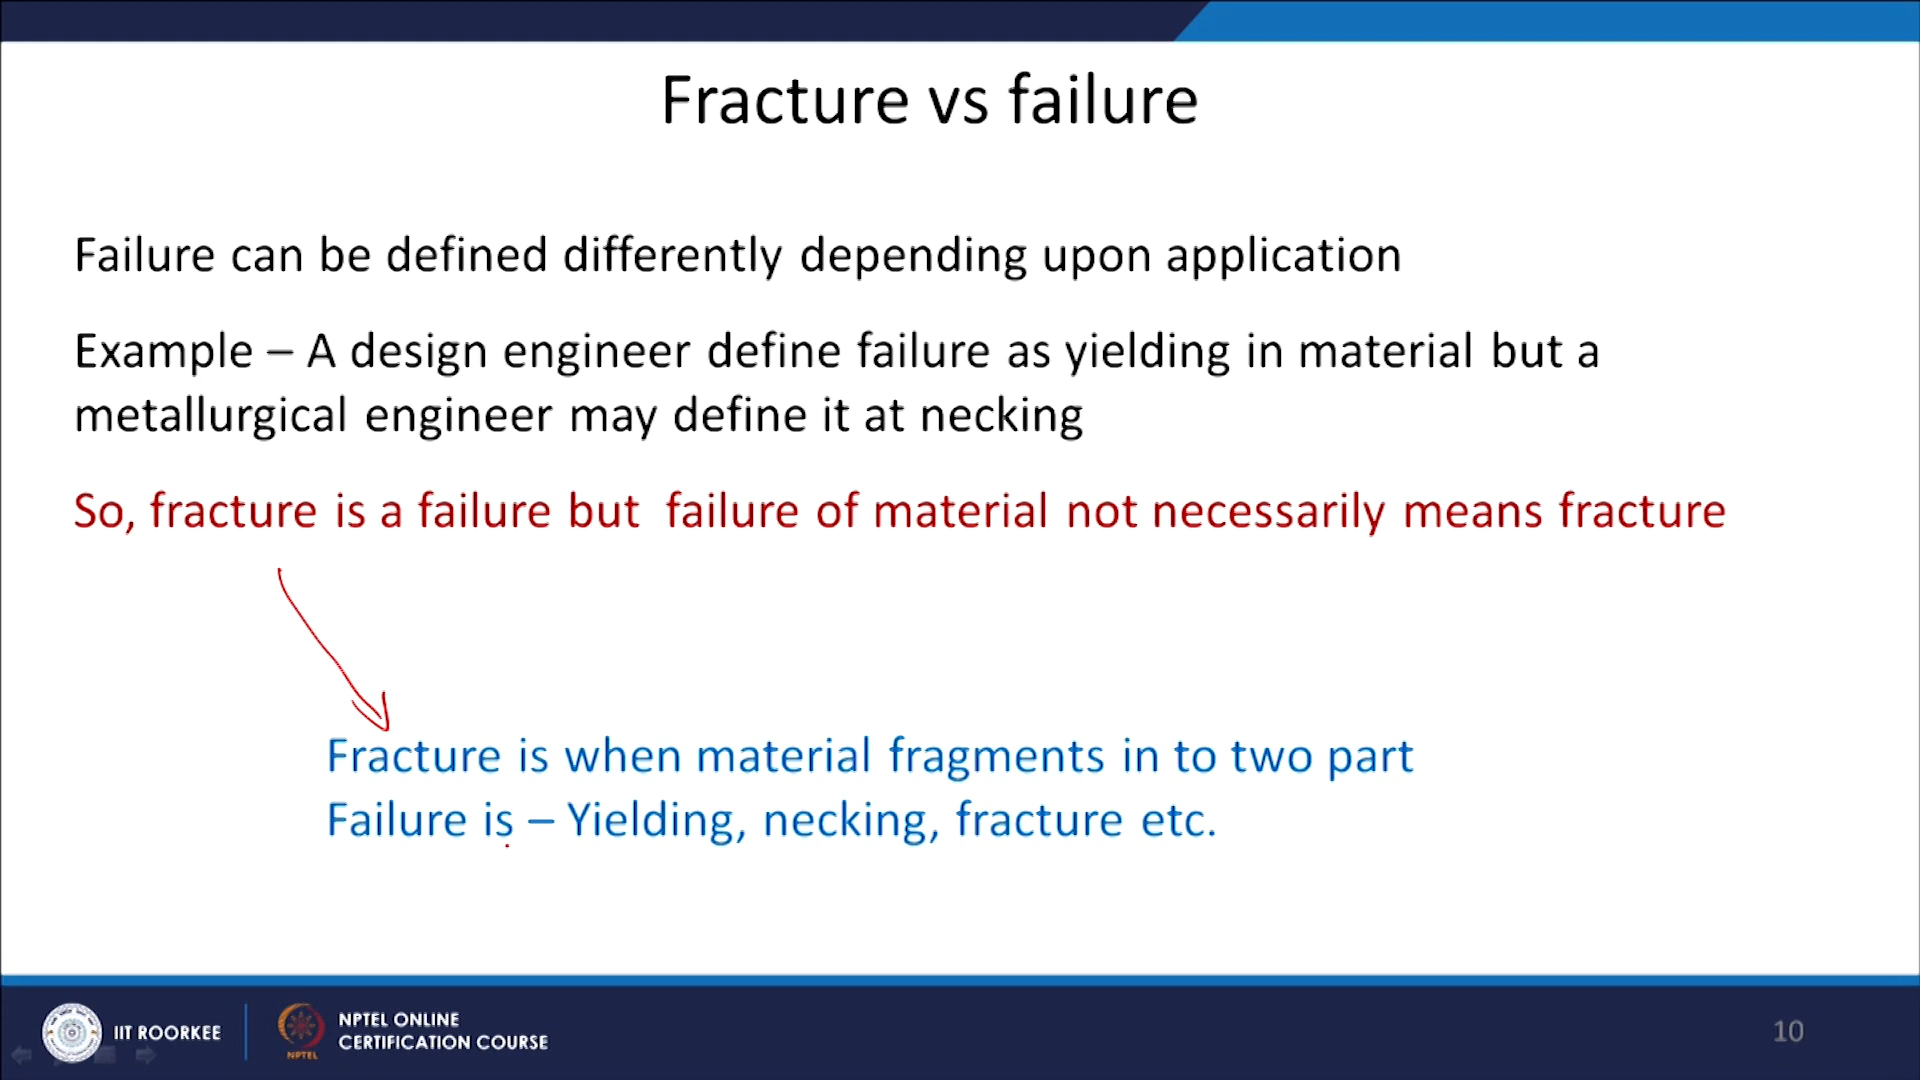 Fracture vs failure
Failure can be defined differently depending upon application
Example – A design engineer define failure as yielding in material but a
metallurgical engineer may define it at necking
So, fracture is a failure but failure of material not necessarily means fracture
Fracture is when material fragments in to two part
Failure is – Yielding, necking, fracture etc.
IIT ROORKEE
NPTEL
NPTEL ONLINE
CERTIFICATION COURSE
10